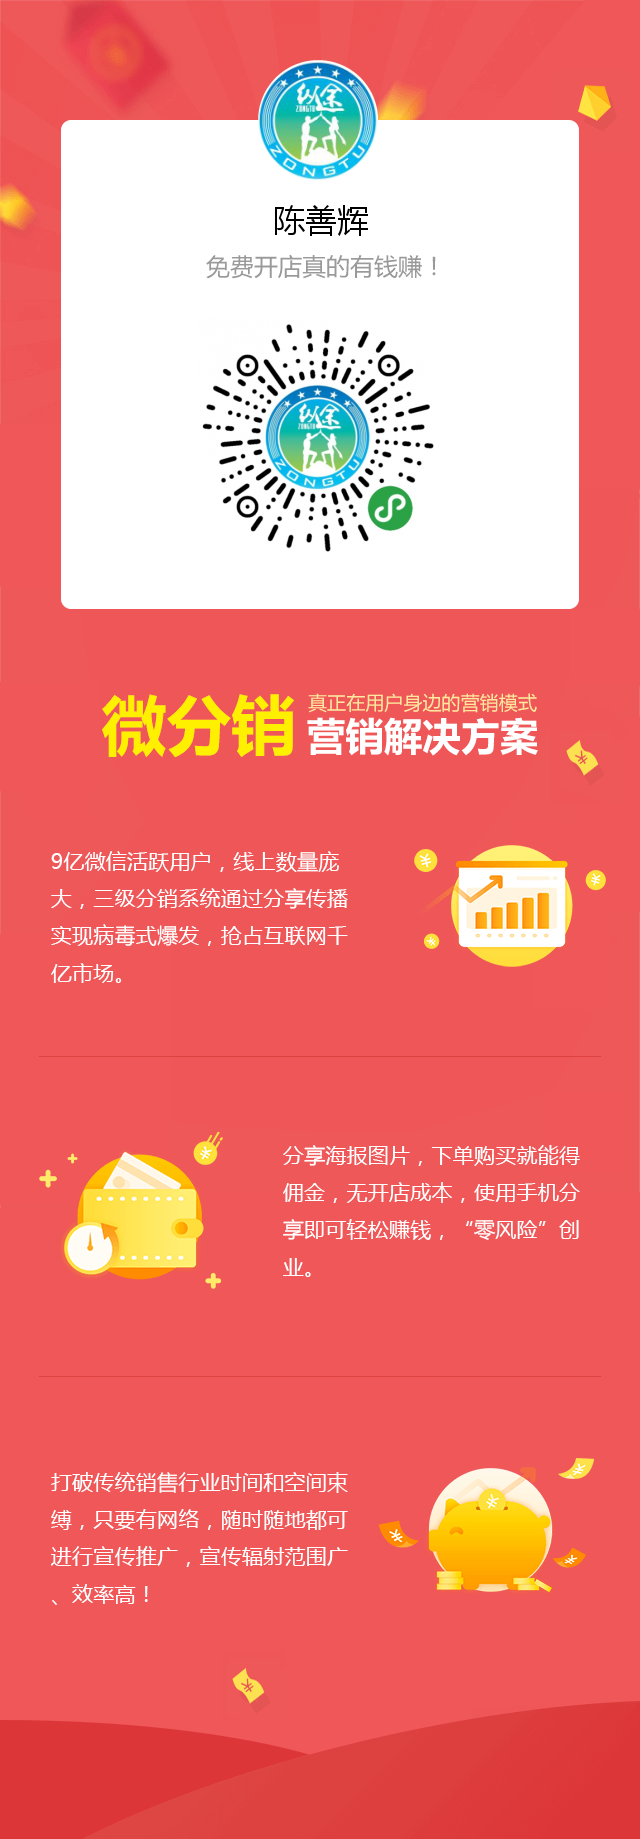 纵途
ZONGTU
ZONGTU
陈善辉
免费开店真的有钱赚！
纵途
ZONGTU
ZONGTU
微分销
真正在用户身边的营销模式
营销解决方案
9亿微信活跃用户，线上数量庞
大，三级分销系统通过分享传播
实现病毒式爆发，抢占互联网千
亿市场。
分享海报图片，下单购买就能得
佣金，无开店成本，使用手机分
享即可轻松赚钱，“零风险”创
业。
打破传统销售行业时间和空间束
缚，只要有网络，随时随地都可
进行宣传推广，宣传辐射范围广
、效率高！